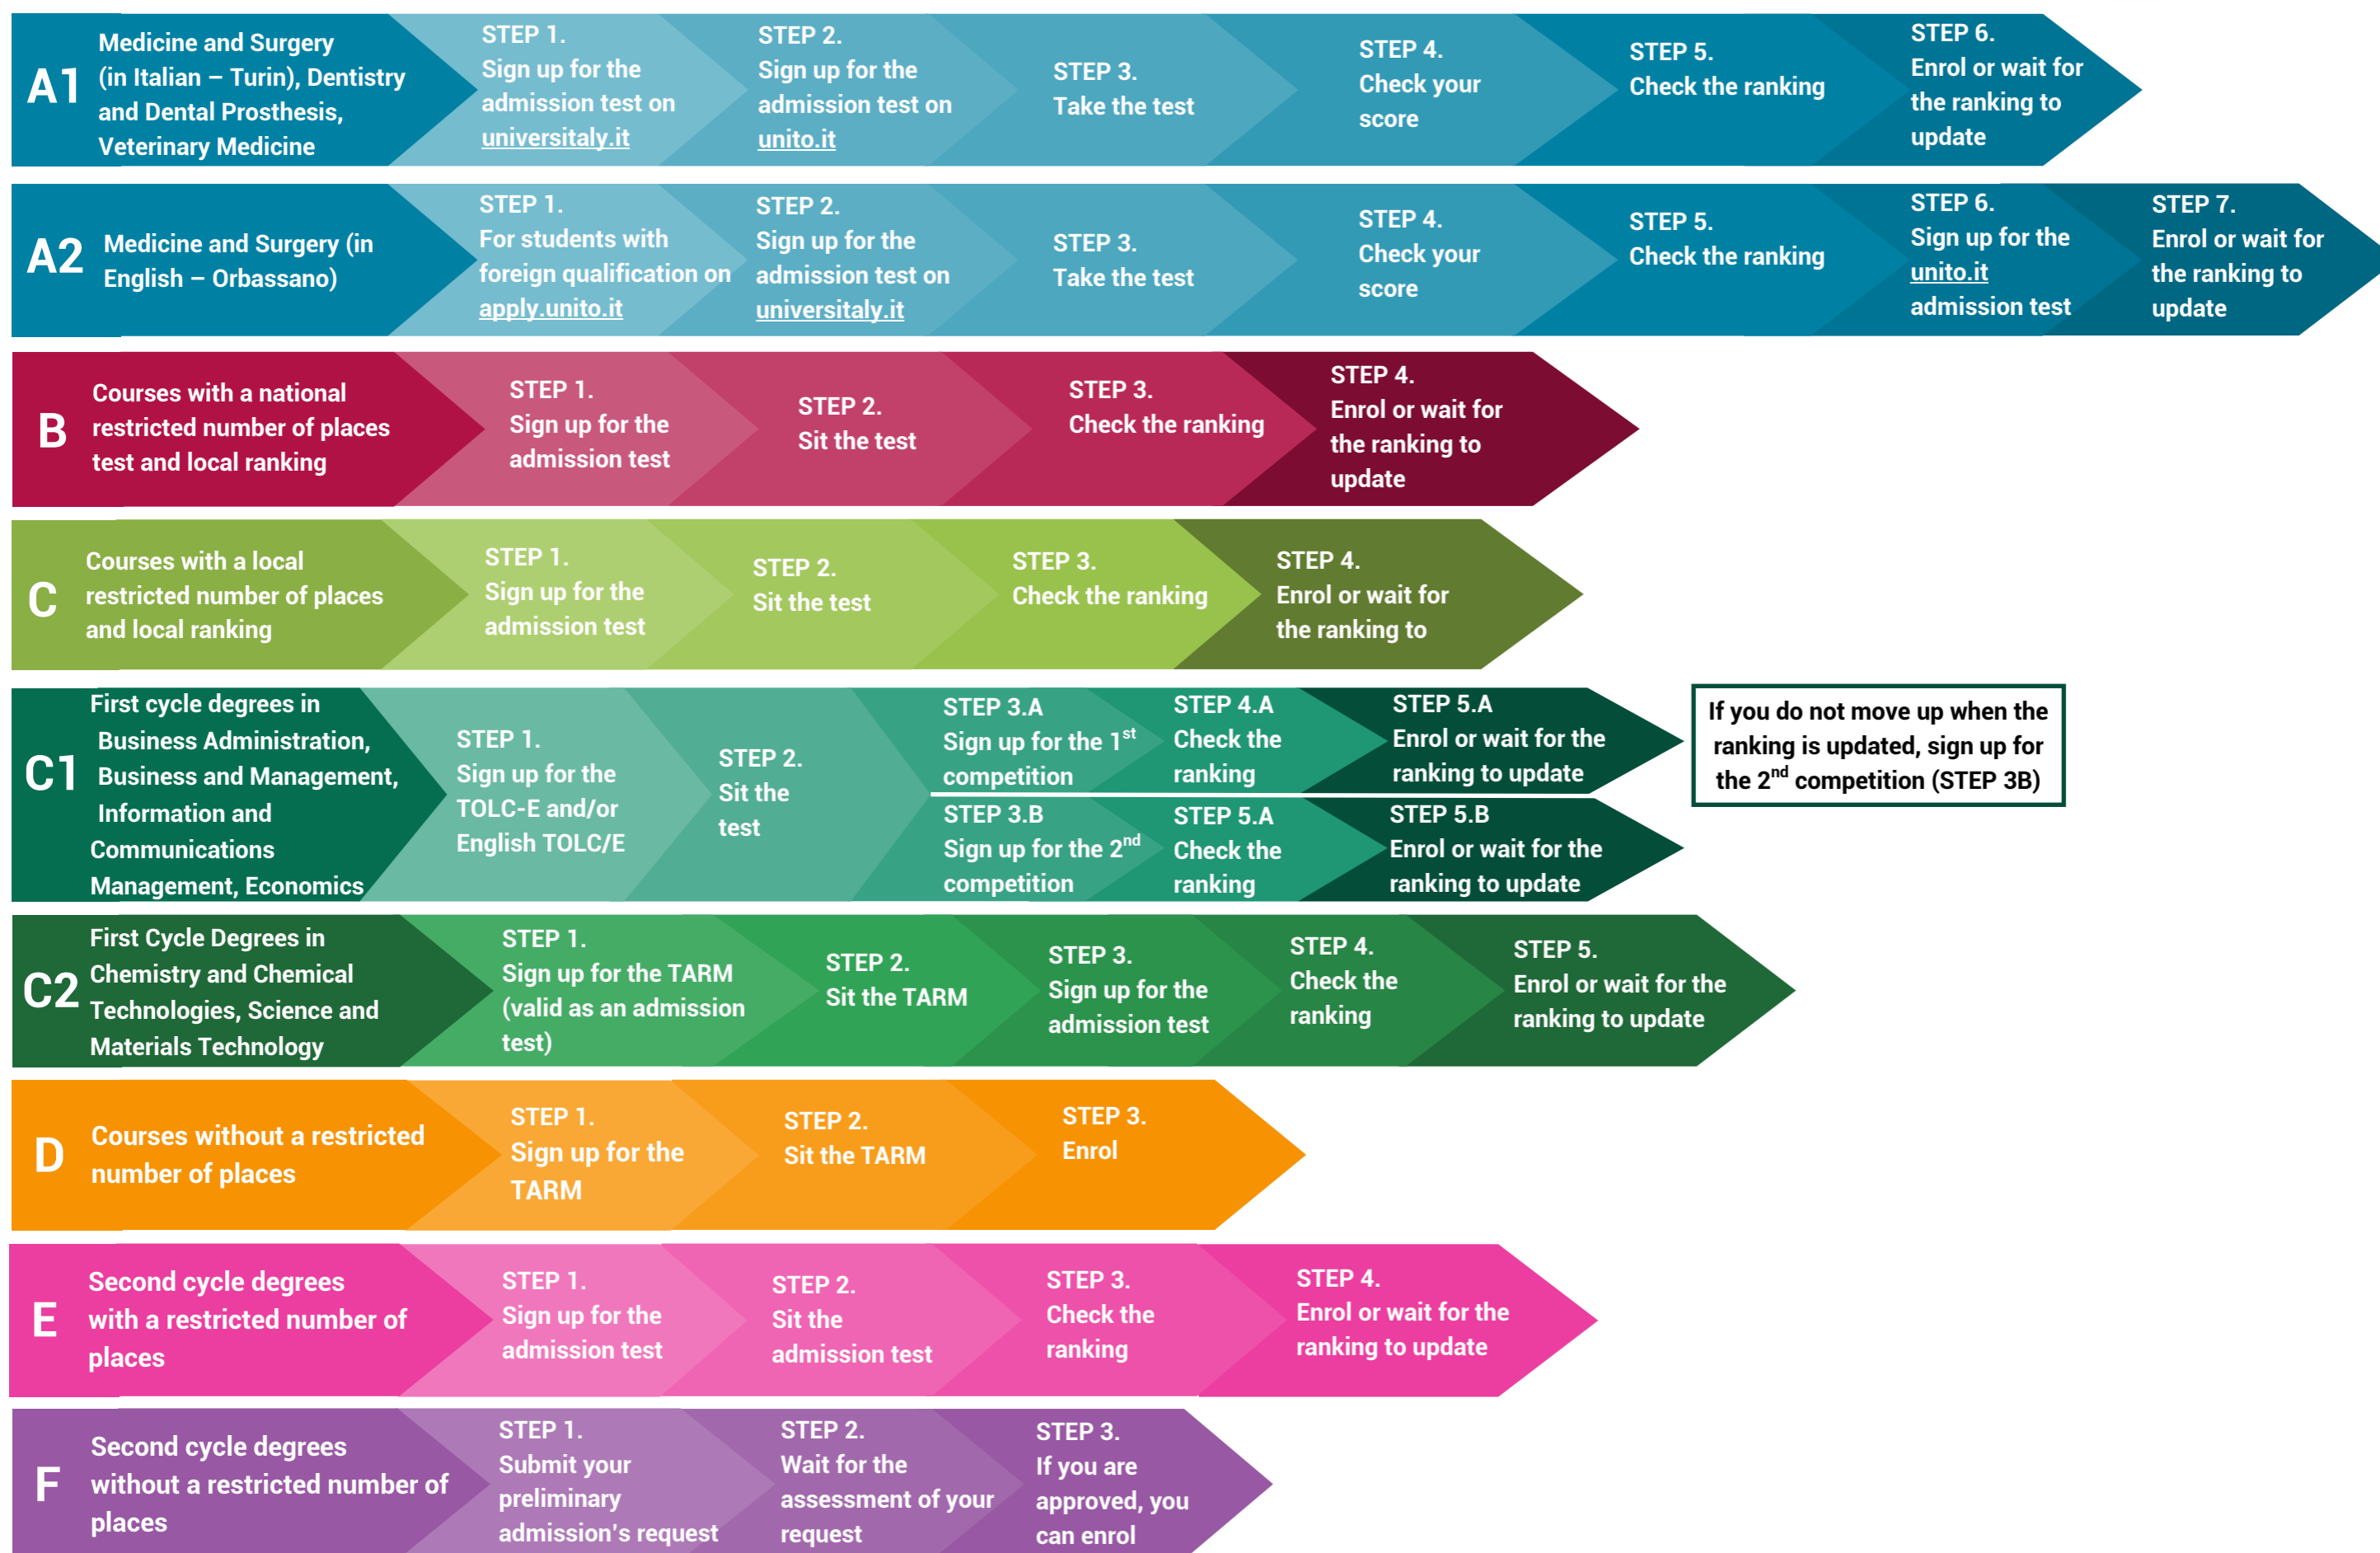 A1
Medicine and Surgery
(in Italian – Turin), Dentistry
and Dental Prosthesis,
Veterinary Medicine
STEP 1.
Sign up for the
admission test on
universitaly.it
STEP 2.
Sign up for the
admission test on
unito.it
STEP 3.
Take the test
STEP 4.
Check your
score
STEP 5.
Check the ranking
STEP 6.
Enrol or wait for
the ranking to
update
A2
Medicine and Surgery (in
English – Orbassano)
STEP 1.
For students with
foreign qualification on
apply.unito.it
STEP 2.
Sign up for the
admission test on
universitaly.it
STEP 3.
Take the test
STEP 4.
Check your
score
STEP 5.
Check the ranking
STEP 6.
Sign up for the
unito.it
admission test
STEP 7.
Enrol or wait for
the ranking to
update
B
Courses with a national
restricted number of places
test and local ranking
STEP 1.
Sign up for the
admission test
STEP 2.
Sit the test
STEP 3.
Check the ranking
STEP 4.
Enrol or wait for
the ranking to
update
C
Courses with a local
restricted number of places
and local ranking
STEP 1.
Sign up for the
admission test
STEP 2.
Sit the test
STEP 3.
Check the ranking
STEP 4.
Enrol or wait for
the ranking to
C1
First cycle degrees in
Business Administration,
Business and Management,
Information and
Communications
Management, Economics
STEP 1.
Sign up for the
TOLC-E and/or
English TOLC/E
STEP 2.
Sit the
test
STEP 3.A
Sign up for the 1st
competition
STEP 4.A
Check the
ranking
STEP 5.A
Enrol or wait for the
ranking to update
If you do not move up when the
ranking is updated, sign up for
the 2nd competition (STEP 3B)
STEP 3.B
Sign up for the 2nd
competition
STEP 5.A
Check the
ranking
STEP 5.B
Enrol or wait for the
ranking to update
C2
First Cycle Degrees in
Chemistry and Chemical
Technologies, Science and
Materials Technology
STEP 1.
Sign up for the TARM
(valid as an admission
test)
STEP 2.
Sit the TARM
STEP 3.
Sign up for the
admission test
STEP 4.
Check the
ranking
STEP 5.
Enrol or wait for the
ranking to update
D
Courses without a restricted
number of places
STEP 1.
Sign up for the
TARM
STEP 2.
Sit the TARM
STEP 3.
Enrol
E
Second cycle degrees
with a restricted number of
places
STEP 1.
Sign up for the
admission test
STEP 2.
Sit the
admission test
STEP 3.
Check the
ranking
STEP 4.
Enrol or wait for the
ranking to update
F
Second cycle degrees
without a restricted number of
places
STEP 1.
Submit your
preliminary
admission's request
STEP 2.
Wait for the
assessment of your
request
STEP 3.
If you are
approved, you
can enrol